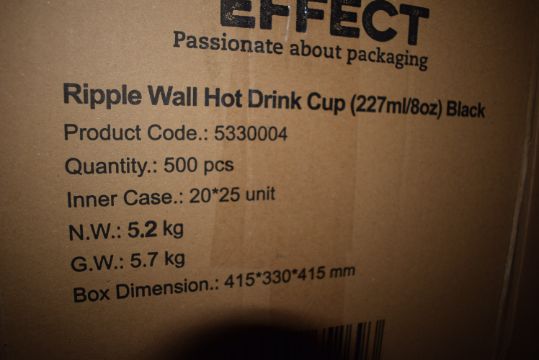 EFFECT
Passionate about packaging
Ripple Wall Hot Drink Cup (227ml/8oz) Black
Product Code.: 5330004
Quantity.: 500 pcs
Inner Case.: 20*25 unit
N.W.: 5.2 kg
G.W.: 5.7 kg
Box Dimension.: 415*330*415 mm